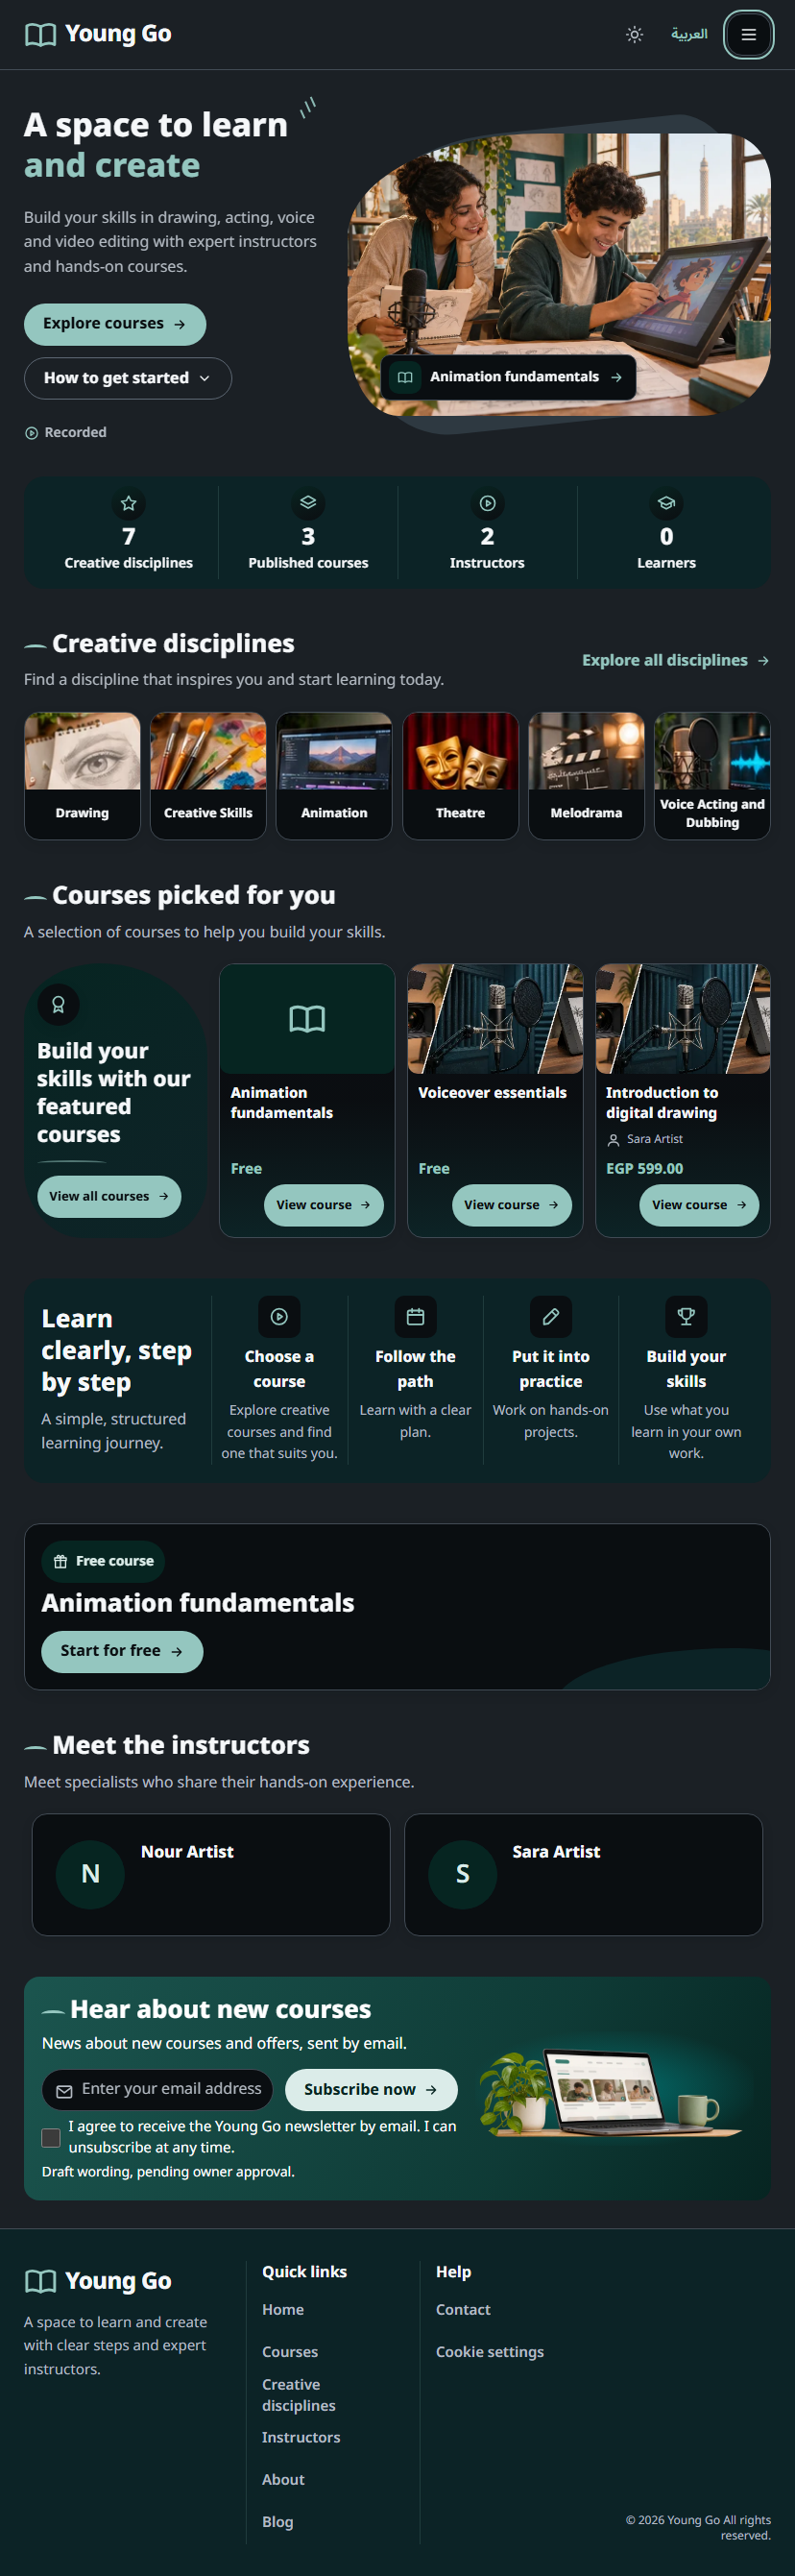 Young Go
العربية
A space to learn
and create
Build your skills in drawing, acting, voice
and video editing with expert instructors
and hands-on courses.
Explore courses
How to get started
Recorded
Animation fundamentals
7
Creative disciplines
3
Published courses
2
Instructors
0
Learners
Creative disciplines
Find a discipline that inspires you and start learning today.
Explore all disciplines
Drawing
Creative Skills
Animation
Theatre
Melodrama
Voice Acting and
Dubbing
Courses picked for you
A selection of courses to help you build your skills.
Build your
skills with our
featured
courses
View all courses
Animation
fundamentals
Free
View course
Voiceover essentials
Free
View course
Introduction to
digital drawing
Sara Artist
EGP 599.00
View course
Learn
clearly, step
by step
A simple, structured
learning journey.
Choose a
course
Explore creative
courses and find
one that suits you.
Follow the
path
Learn with a clear
plan.
Put it into
practice
Work on hands-on
projects.
Build your
skills
Use what you
learn in your own
work.
Free course
Animation fundamentals
Start for free
Meet the instructors
Meet specialists who share their hands-on experience.
N
Nour Artist
S
Sara Artist
Hear about new courses
News about new courses and offers, sent by email.
Enter your email address
Subscribe now
I agree to receive the Young Go newsletter by email. I can
unsubscribe at any time.
Draft wording, pending owner approval.
Young Go
A space to learn and create
with clear steps and expert
instructors.
Quick links
Home
Courses
Creative
disciplines
Instructors
About
Blog
Help
Contact
Cookie settings
© 2026 Young Go All rights
reserved.